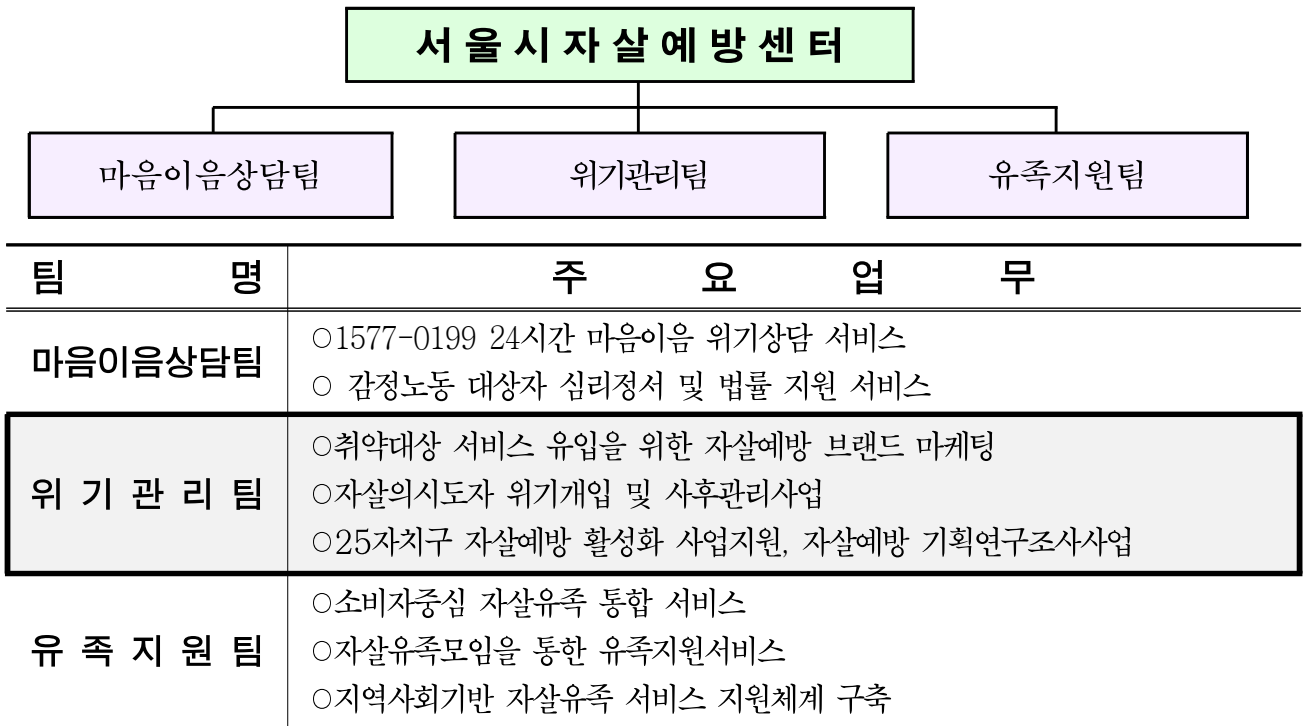 서울시자살예방센터
마음이음상담팀 위기관리팀 유족지원팀
팀 명 주 요 업 무
마음이음상담팀
○1577-0199 24시간 마음이음 위기상담 서비스
○ 감정노동 대상자 심리정서 및 법률 지원 서비스
위 기 관 리 팀
○취약대상 서비스 유입을 위한 자살예방 브랜드 마케팅
○자살의시도자 위기개입 및 사후관리사업
○25자치구 자살예방 활성화 사업지원, 자살예방 기획연구조사사업
유 족 지 원 팀
○소비자중심 자살유족 통합 서비스
○자살유족모임을 통한 유족지원서비스
○지역사회기반 자살유족 서비스 지원체계 구축